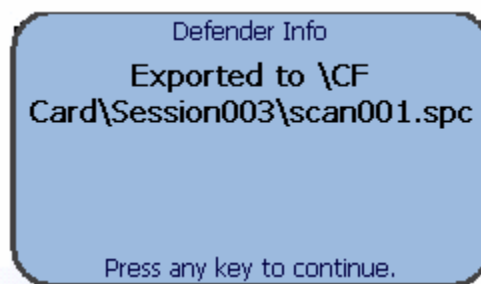 Defender Info
Exported to \CF
Card\Session003\scan001.spc
Press any key to continue.